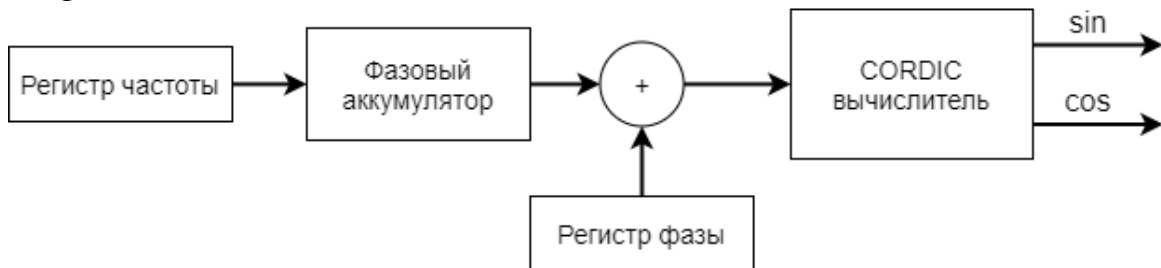 Регистр частоты
Фазовый
аккумулятор
+
CORDIC
вычислитель
sin
cos
Регистр фазы